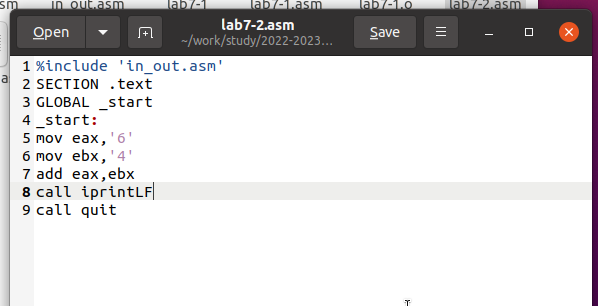 in_out.asm lab7-1 lab7-1.asm lab7-1.o lab7-2.asm
Open lab7-2.asm Save
~/work/study/2022-2023...
1 %include 'in_out.asm'
2 SECTION .text
3 GLOBAL _start
4 _start:
5 mov eax,'6'
6 mov ebx,'4'
7 add eax,ebx
8 call iprintLF
9 call quit